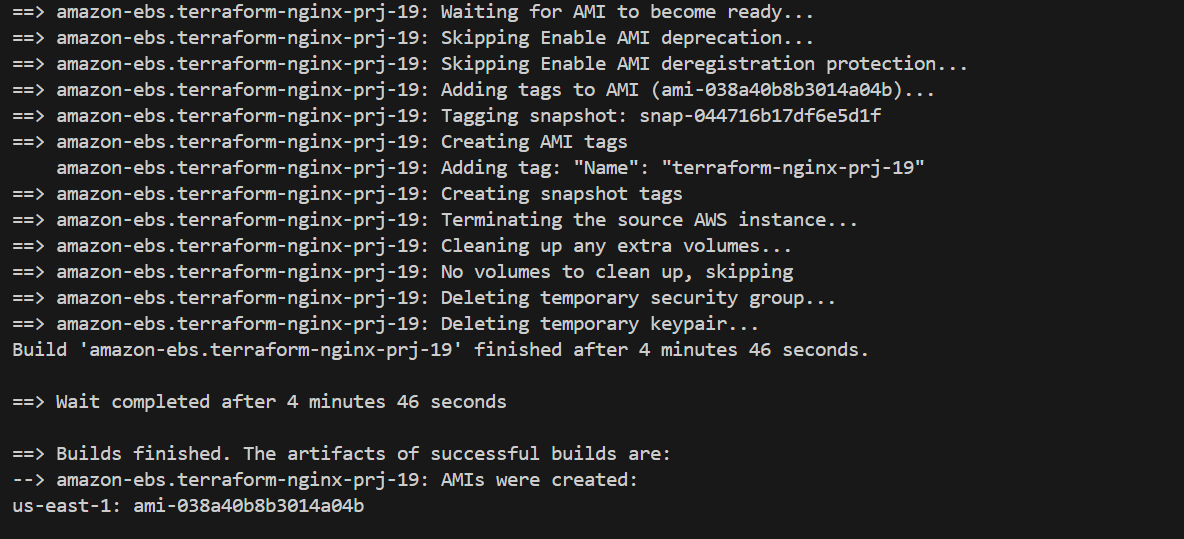 ==> amazon-ebs.terraform-nginx-prj-19: Waiting for AMI to become ready...
==> amazon-ebs.terraform-nginx-prj-19: Skipping Enable AMI deprecation...
==> amazon-ebs.terraform-nginx-prj-19: Skipping Enable AMI deregistration protection...
==> amazon-ebs.terraform-nginx-prj-19: Adding tags to AMI (ami-038a40b8b3014a04b)...
==> amazon-ebs.terraform-nginx-prj-19: Tagging snapshot: snap-044716b17df6e5d1f
==> amazon-ebs.terraform-nginx-prj-19: Creating AMI tags
    amazon-ebs.terraform-nginx-prj-19: Adding tag: "Name": "terraform-nginx-prj-19"
==> amazon-ebs.terraform-nginx-prj-19: Creating snapshot tags
==> amazon-ebs.terraform-nginx-prj-19: Terminating the source AWS instance...
==> amazon-ebs.terraform-nginx-prj-19: Cleaning up any extra volumes...
==> amazon-ebs.terraform-nginx-prj-19: No volumes to clean up, skipping
==> amazon-ebs.terraform-nginx-prj-19: Deleting temporary security group...
==> amazon-ebs.terraform-nginx-prj-19: Deleting temporary keypair...
Build 'amazon-ebs.terraform-nginx-prj-19' finished after 4 minutes 46 seconds.

==> Wait completed after 4 minutes 46 seconds

==> Builds finished. The artifacts of successful builds are:
--> amazon-ebs.terraform-nginx-prj-19: AMIs were created:
us-east-1: ami-038a40b8b3014a04b